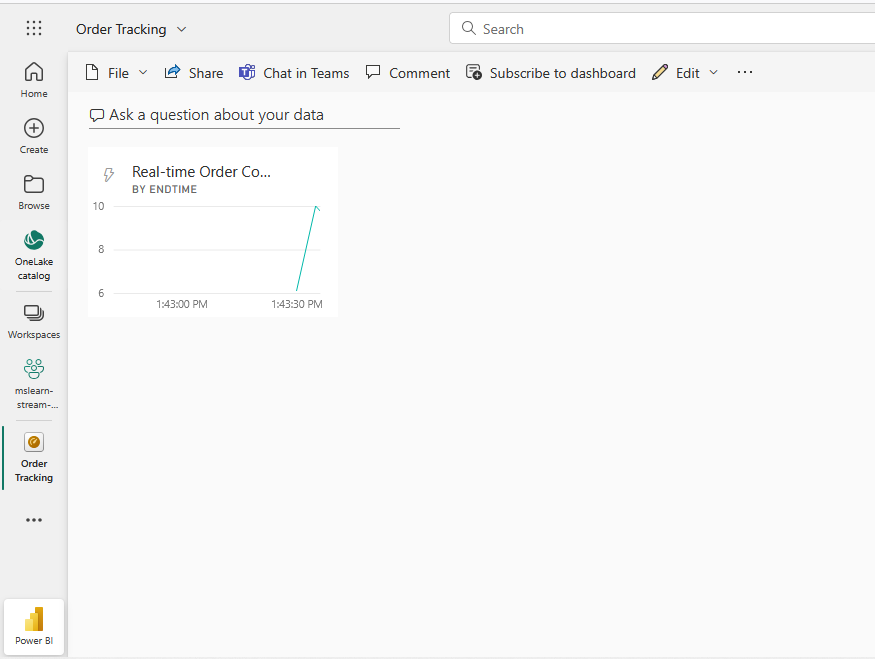 Order Tracking
Search
Home
Create
Browse
OneLake
catalog
Workspaces
mslearn-
stream-...
Order
Tracking
Power BI
File
Share
Chat in Teams
Comment
Subscribe to dashboard
Edit
Ask a question about your data
Real-time Order Co...
BY ENDTIME
10
8
6
1:43:00 PM
1:43:30 PM